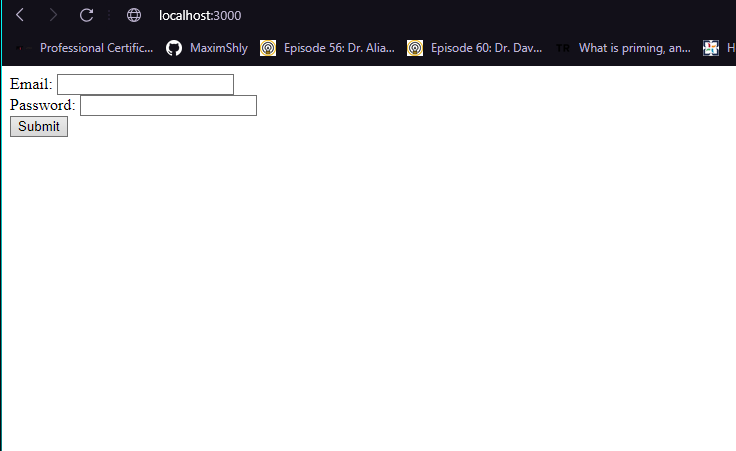 localhost:3000
Professional Certific... MaximShly Episode 56: Dr. Alia... Episode 60: Dr. Dav... TR What is priming, an... H
Email:
Password:
Submit